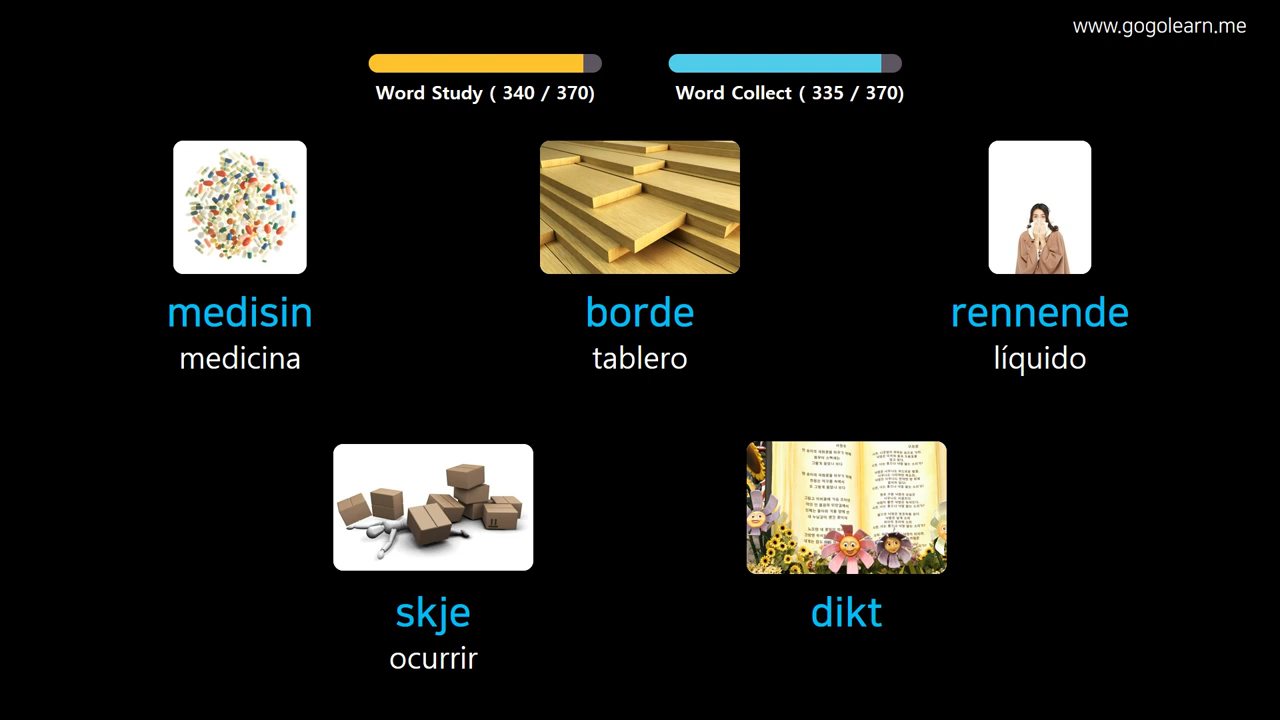 www.gogolearn.me
Word Study ( 340 / 370)
Word Collect ( 335 / 370)
medisin
medicina
borde
tablero
rennende
líquido
skje
ocurrir
dikt